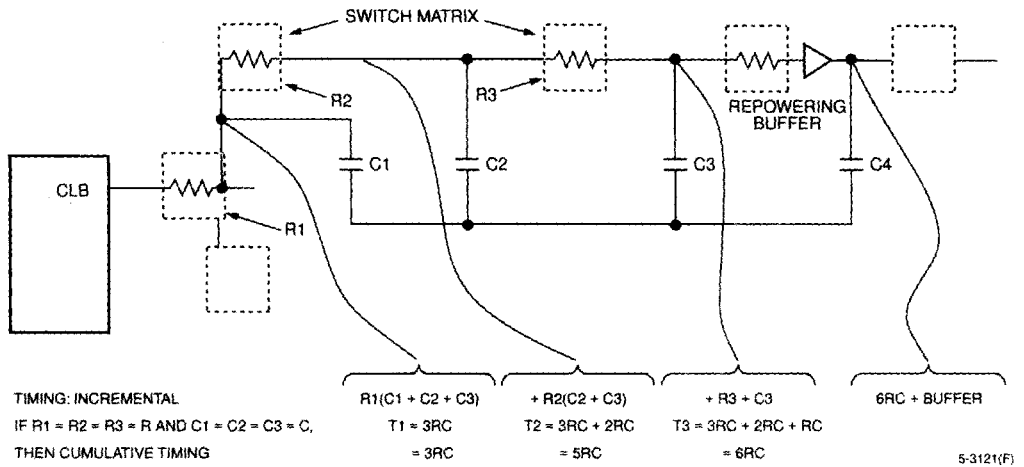 SWITCH MATRIX
R2
R3
REPOWERING
BUFFER
C1
C2
C3
C4
CLB
R1
TIMING: INCREMENTAL
R1(C1 + C2 + C3)
+ R2(C2 + C3)
+ R3 + C3
6RC + BUFFER
IF R1 = R2 = R3 = R AND C1 = C2 = C3 = C,
T1 = 3RC
T2 = 3RC + 2RC
T3 = 3RC + 2RC + RC
THEN CUMULATIVE TIMING
= 3RC
= 5RC
= 6RC
5-3121(F)